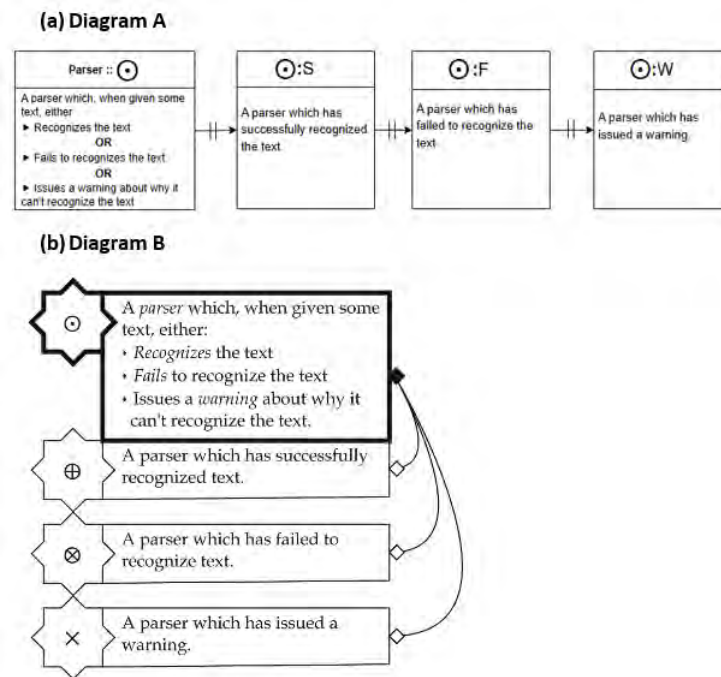 (a) Diagram A
Parser :: ⊙
A parser which, when given some
text, either
▶ Recognizes the text
OR
▶ Fails to recognizes the text
OR
▶ Issues a warning about why it
can't recognize the text
⊙:S
A parser which has
successfully recognized
the text
⊙:F
A parser which has
failed to recognize the
text
⊙:W
A parser which has
issued a warning.
(b) Diagram B
⊙
A parser which, when given some
text, either:
‣ Recognizes the text
‣ Fails to recognize the text
‣ Issues a warning about why it
can't recognize the text.
⊕
A parser which has successfully
recognized text.
⊗
A parser which has failed to
recognize text.
×
A parser which has issued a
warning.